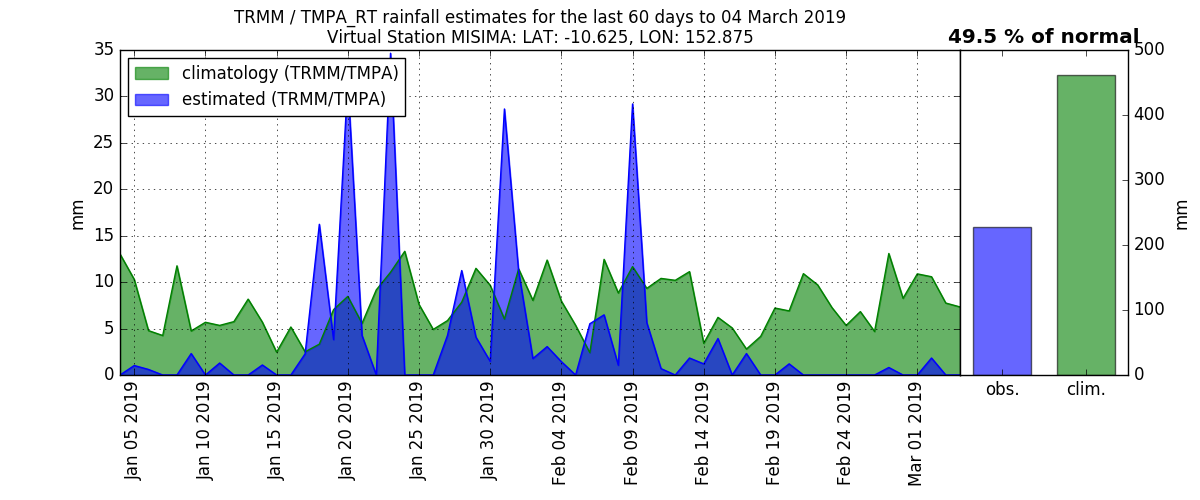 TRMM / TMPA_RT rainfall estimates for the last 60 days to 04 March 2019
Virtual Station MISIMA: LAT: -10.625, LON: 152.875
49.5 % of normal
climatology (TRMM/TMPA)
estimated (TRMM/TMPA)
35
30
25
20
15
10
5
0
mm
Jan 05 2019
Jan 10 2019
Jan 15 2019
Jan 20 2019
Jan 25 2019
Jan 30 2019
Feb 04 2019
Feb 09 2019
Feb 14 2019
Feb 19 2019
Feb 24 2019
Mar 01 2019
500
400
300
200
100
0
mm
obs.
clim.